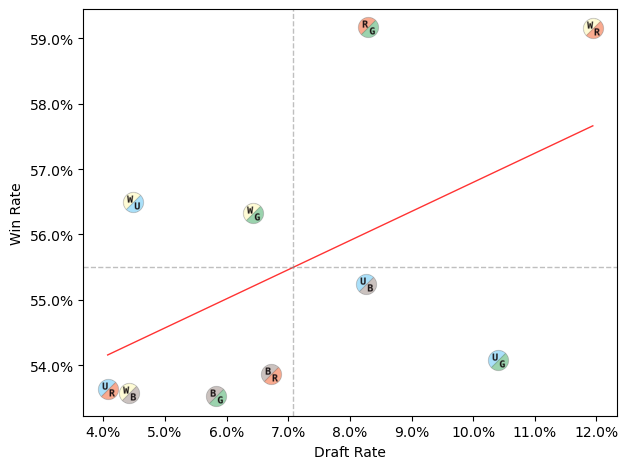 59.0%
58.0%
57.0%
56.0%
55.0%
54.0%
Win Rate
R G
W R
W U
W G
U B
U G
B R
U R
W B
B G
4.0% 5.0% 6.0% 7.0% 8.0% 9.0% 10.0% 11.0% 12.0%
Draft Rate